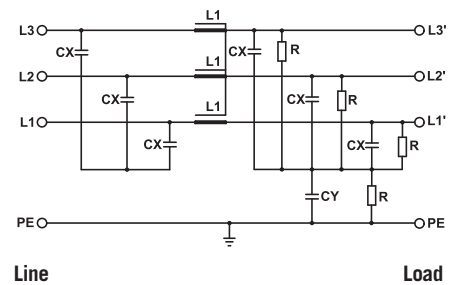 L1
L3 L3'
CX CX R
L1
L2 L2'
CX CX R
L1
L1 L1'
CX CX R
CY R
PE PE
Line Load